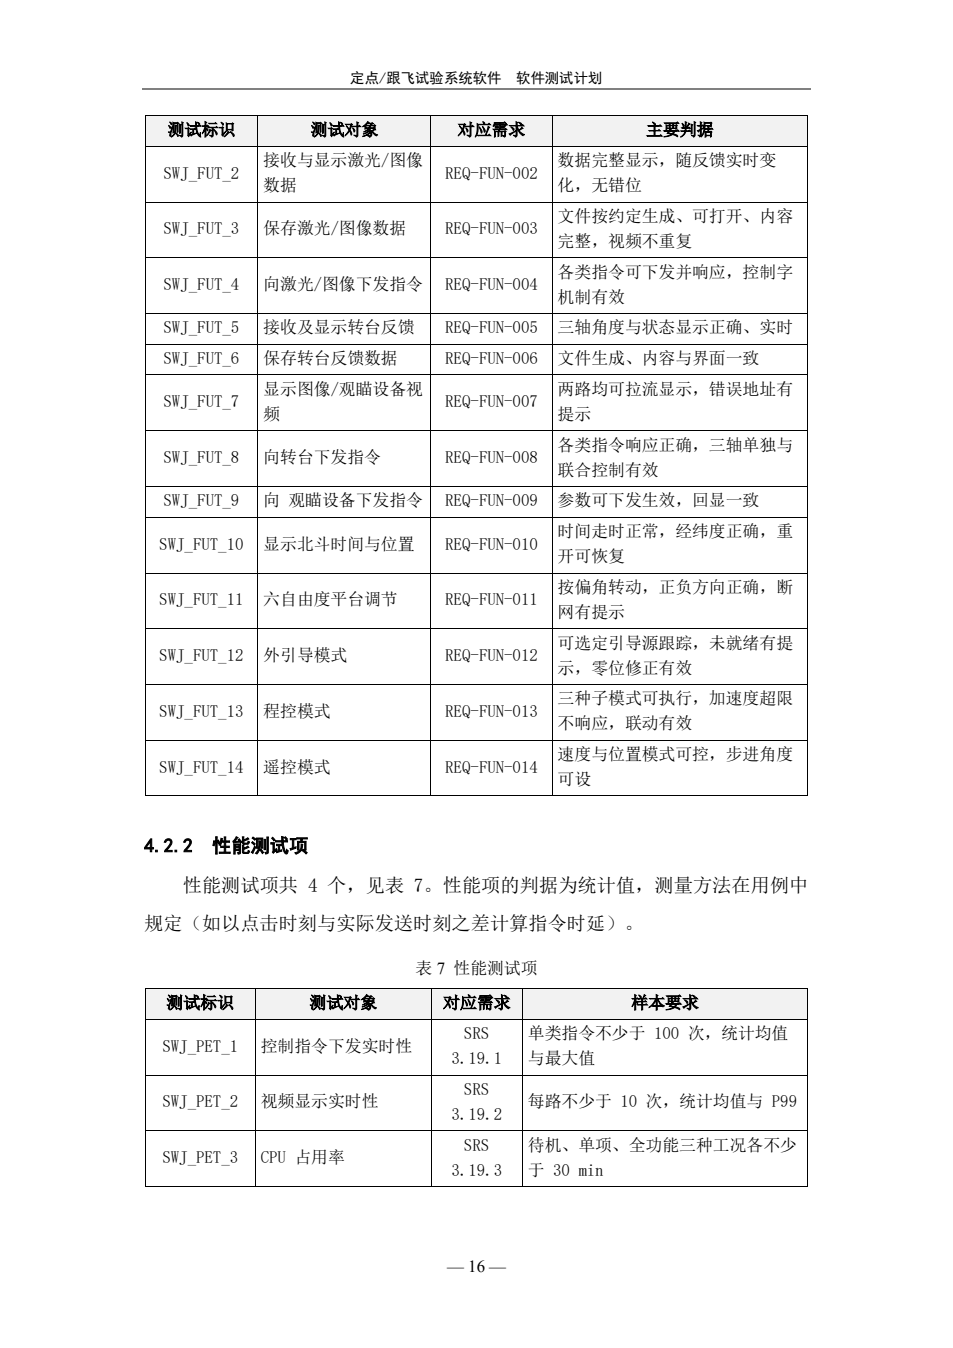 定点/跟飞试验系统软件　软件测试计划
测试标识 测试对象 对应需求 主要判据
SWJ_FUT_2 接收与显示激光/图像数据 REQ-FUN-002 数据完整显示，随反馈实时变化，无错位
SWJ_FUT_3 保存激光/图像数据 REQ-FUN-003 文件按约定生成、可打开、内容完整，视频不重复
SWJ_FUT_4 向激光/图像下发指令 REQ-FUN-004 各类指令可下发并响应，控制字机制有效
SWJ_FUT_5 接收及显示转台反馈 REQ-FUN-005 三轴角度与状态显示正确、实时
SWJ_FUT_6 保存转台反馈数据 REQ-FUN-006 文件生成、内容与界面一致
SWJ_FUT_7 显示图像/观瞄设备视频 REQ-FUN-007 两路均可拉流显示，错误地址有提示
SWJ_FUT_8 向转台下发指令 REQ-FUN-008 各类指令响应正确，三轴单独与联合控制有效
SWJ_FUT_9 向 观瞄设备下发指令 REQ-FUN-009 参数可下发生效，回显一致
SWJ_FUT_10 显示北斗时间与位置 REQ-FUN-010 时间走时正常，经纬度正确，重开可恢复
SWJ_FUT_11 六自由度平台调节 REQ-FUN-011 按偏角转动，正负方向正确，断网有提示
SWJ_FUT_12 外引导模式 REQ-FUN-012 可选定引导源跟踪，未就绪有提示，零位修正有效
SWJ_FUT_13 程控模式 REQ-FUN-013 三种子模式可执行，加速度超限不响应，联动有效
SWJ_FUT_14 遥控模式 REQ-FUN-014 速度与位置模式可控，步进角度可设
4.2.2 性能测试项
性能测试项共 4 个，见表 7。性能项的判据为统计值，测量方法在用例中
规定（如以点击时刻与实际发送时刻之差计算指令时延）。
表 7 性能测试项
测试标识 测试对象 对应需求 样本要求
SWJ_PET_1 控制指令下发实时性 SRS 3.19.1 单类指令不少于 100 次，统计均值与最大值
SWJ_PET_2 视频显示实时性 SRS 3.19.2 每路不少于 10 次，统计均值与 P99
SWJ_PET_3 CPU 占用率 SRS 3.19.3 待机、单项、全功能三种工况各不少于 30 min
— 16 —